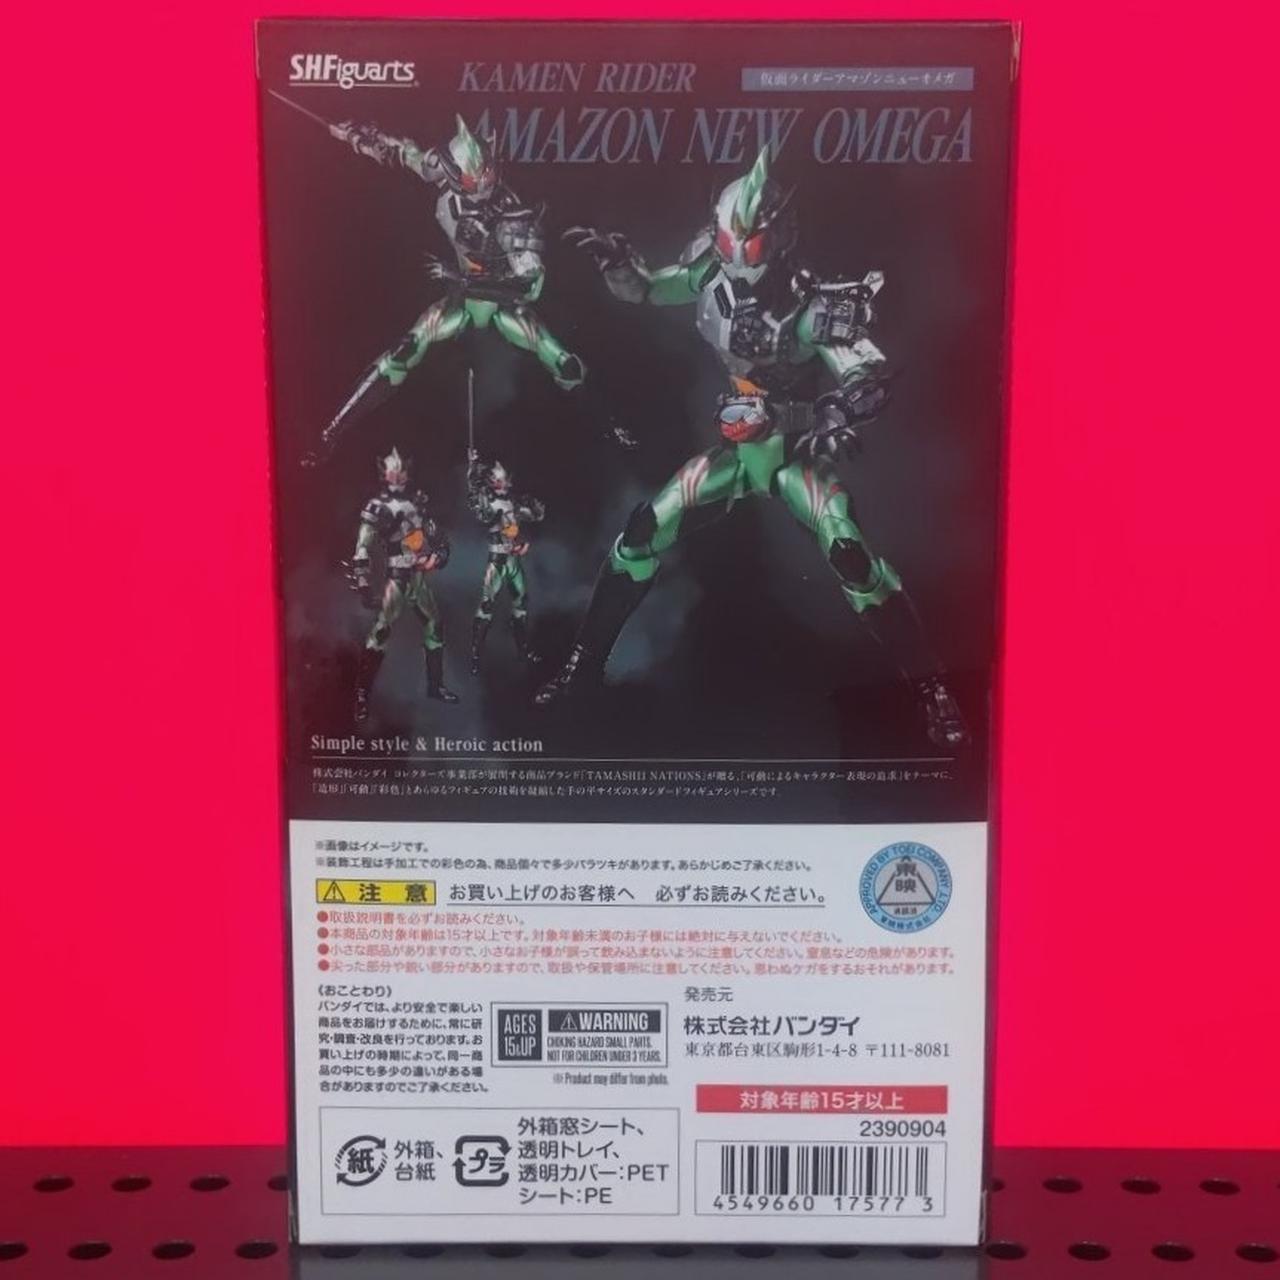 S.H.Figuarts
KAMEN RIDER
仮面ライダーアマゾンニューオメガ
AMAZON NEW OMEGA
Simple style & Heroic action
株式会社バンダイ コレクターズ事業部が展開する商品ブランド「TAMASHII NATIONS」が贈る、「可動によるキャラクター表現の追求」をテーマに、
「造形」「可動」「彩色」とあらゆるフィギュアの技術を凝縮した手の平サイズのスタンダードフィギュアシリーズです。
※画像はイメージです。
※装飾工程は手加工での彩色の為、商品個々で多少バラツキがあります。あらかじめご了承ください。
注意 お買い上げのお客様へ 必ずお読みください。
●取扱説明書を必ずお読みください。
●本商品の対象年齢は15才以上です。対象年齢未満のお子様には絶対に与えないでください。
●小さな部品がありますので、小さなお子様が誤って飲み込まないように注意してください。窒息などの危険があります。
●尖った部分や鋭い部分がありますので、取扱や保管場所に注意してください。思わぬケガをするおそれがあります。
APPROVED BY TOEI COMPANY, LTD.
東映
東映株式会社
《おことわり》
バンダイでは、より安全で楽しい
商品をお届けするために、常に研
究・調査・改良を行っております。お
買い上げの時期によって、同一商
品の中にも多少の違いがある場
合がありますのでご了承ください。
AGES
15&UP
WARNING
CHOKING HAZARD SMALL PARTS.
NOT FOR CHILDREN UNDER 3 YEARS.
※Product may differ from photo.
発売元
株式会社バンダイ
東京都台東区駒形1-4-8 〒111-8081
対象年齢15才以上
2390904
紙
外箱、
台紙
プラ
外箱窓シート、
透明トレイ、
透明カバー:PET
シート:PE
4549660 17577 3